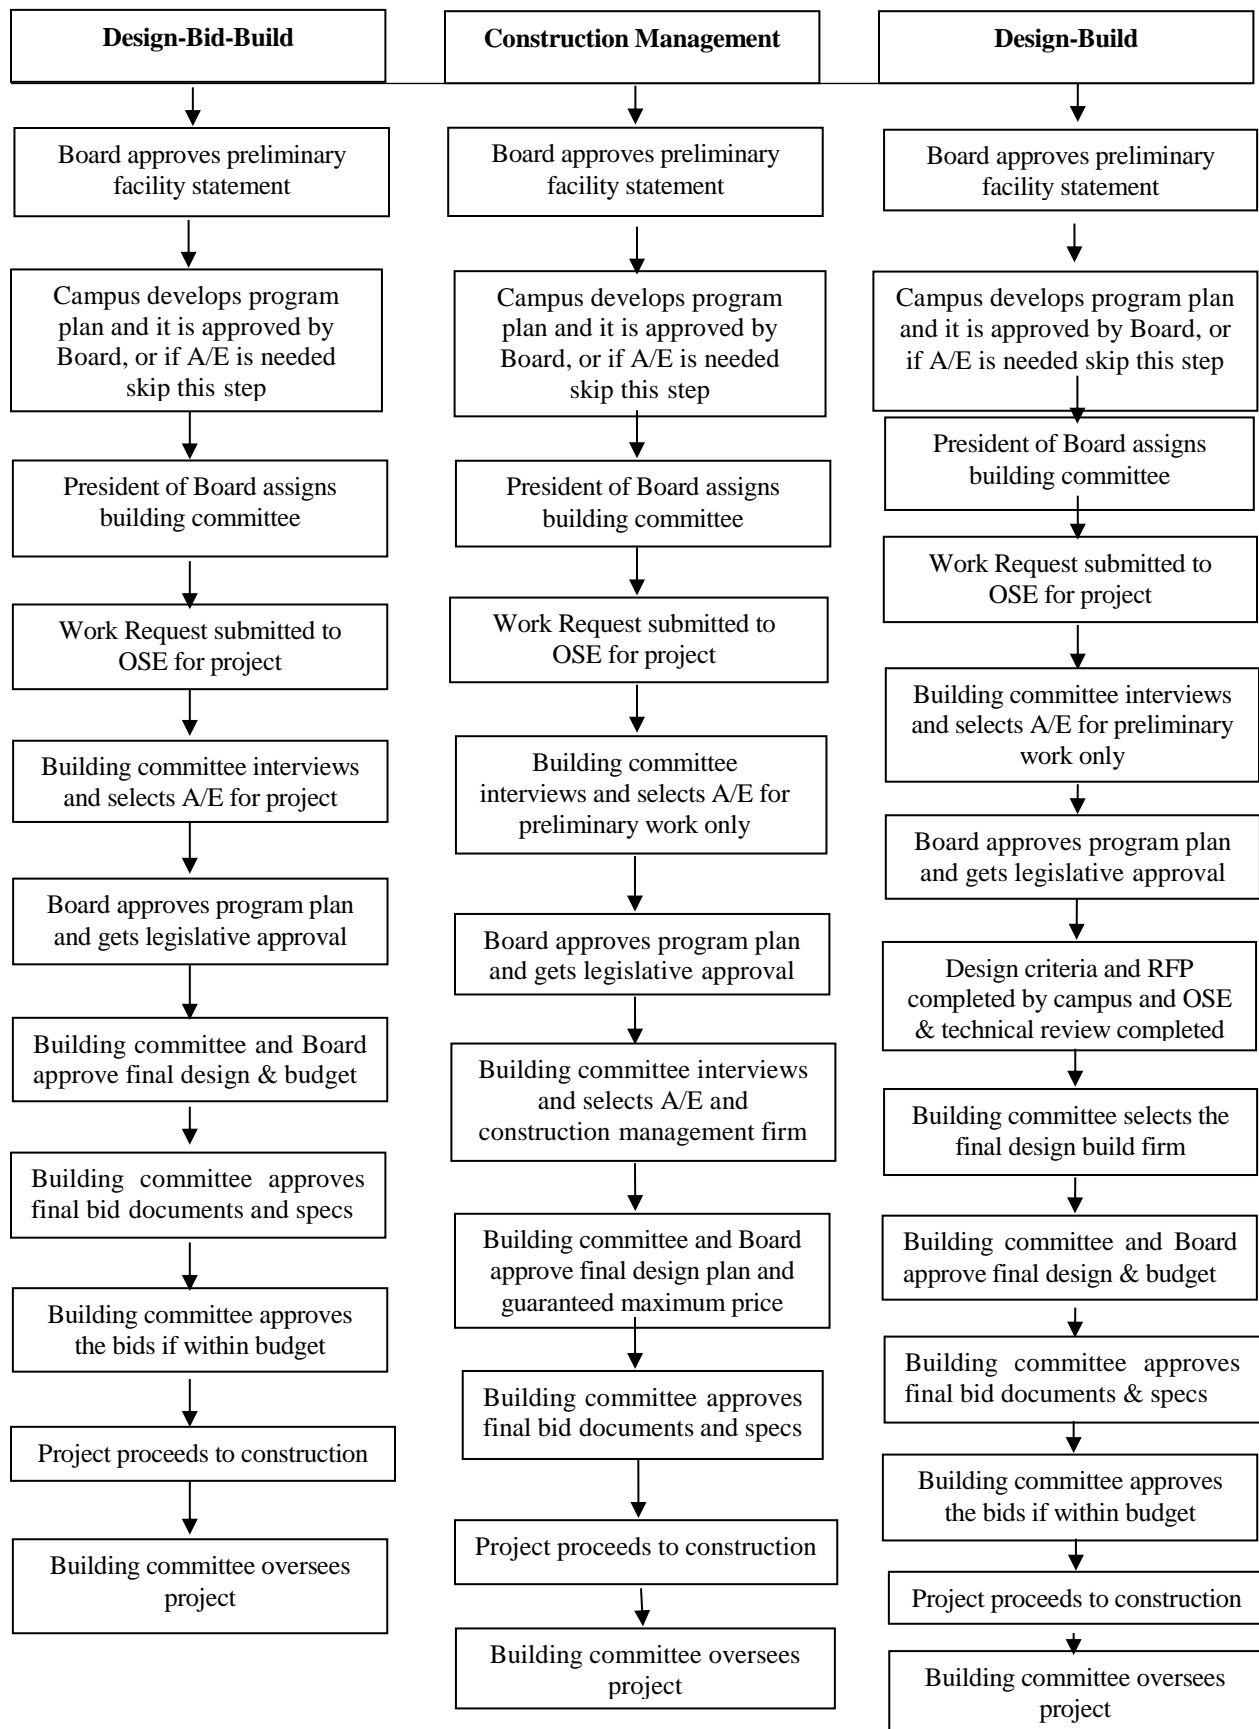 Design-Bid-Build
Board approves preliminary
facility statement
Campus develops program
plan and it is approved by
Board, or if A/E is needed
skip this step
President of Board assigns
building committee
Work Request submitted to
OSE for project
Building committee interviews
and selects A/E for project
Board approves program plan
and gets legislative approval
Building committee and Board
approve final design & budget
Building committee approves
final bid documents and specs
Building committee approves
the bids if within budget
Project proceeds to construction
Building committee oversees
project
Construction Management
Board approves preliminary
facility statement
Campus develops program
plan and it is approved by
Board, or if A/E is needed
skip this step
President of Board assigns
building committee
Work Request submitted to
OSE for project
Building committee
interviews and selects A/E for
preliminary work only
Board approves program plan
and gets legislative approval
Building committee interviews
and selects A/E and
construction management firm
Building committee and Board
approve final design plan and
guaranteed maximum price
Building committee approves
final bid documents and specs
Project proceeds to construction
Building committee oversees
project
Design-Build
Board approves preliminary
facility statement
Campus develops program plan
and it is approved by Board, or
if A/E is needed skip this step
President of Board assigns
building committee
Work Request submitted to
OSE for project
Building committee interviews
and selects A/E for preliminary
work only
Board approves program plan
and gets legislative approval
Design criteria and RFP
completed by campus and OSE
& technical review completed
Building committee selects the
final design build firm
Building committee and Board
approve final design & budget
Building committee approves
final bid documents & specs
Building committee approves
the bids if within budget
Project proceeds to construction
Building committee oversees
project